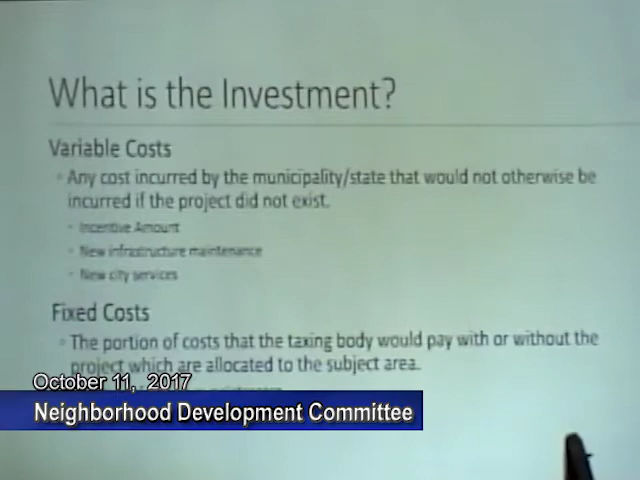 What is the Investment?
Variable Costs
Any cost incurred by the municipality/state that would not otherwise be
incurred if the project did not exist.
Incentive Amount
New infrastructure maintenance
New city services
Fixed Costs
The portion of costs that the taxing body would pay with or without the
project which are allocated to the subject area.
October 11, 2017
Neighborhood Development Committee